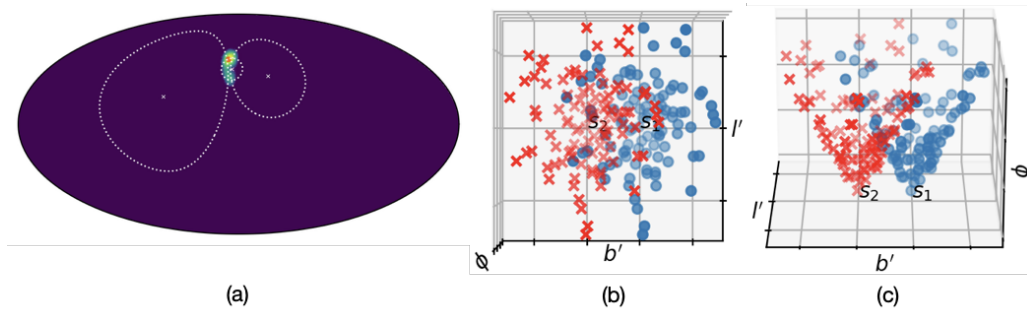 s₂
s₁
l′
ϕ
b′
s₂
s₁
ϕ
l′
b′
(a)
(b)
(c)